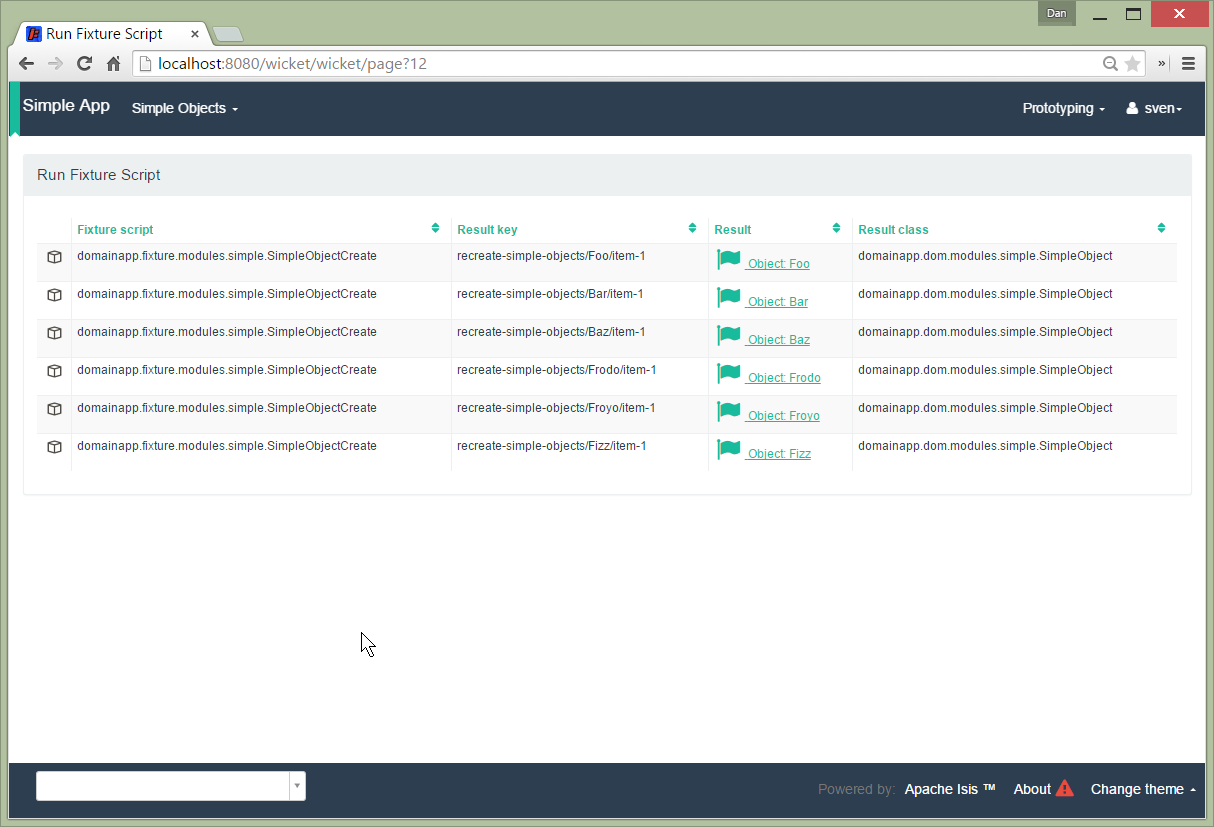 Dan
Run Fixture Script
localhost:8080/wicket/wicket/page?12
Simple App Simple Objects Prototyping sven
Run Fixture Script
Fixture script Result key Result Result class
domainapp.fixture.modules.simple.SimpleObjectCreate recreate-simple-objects/Foo/item-1 Object: Foo domainapp.dom.modules.simple.SimpleObject
domainapp.fixture.modules.simple.SimpleObjectCreate recreate-simple-objects/Bar/item-1 Object: Bar domainapp.dom.modules.simple.SimpleObject
domainapp.fixture.modules.simple.SimpleObjectCreate recreate-simple-objects/Baz/item-1 Object: Baz domainapp.dom.modules.simple.SimpleObject
domainapp.fixture.modules.simple.SimpleObjectCreate recreate-simple-objects/Frodo/item-1 Object: Frodo domainapp.dom.modules.simple.SimpleObject
domainapp.fixture.modules.simple.SimpleObjectCreate recreate-simple-objects/Froyo/item-1 Object: Froyo domainapp.dom.modules.simple.SimpleObject
domainapp.fixture.modules.simple.SimpleObjectCreate recreate-simple-objects/Fizz/item-1 Object: Fizz domainapp.dom.modules.simple.SimpleObject
Powered by: Apache Isis ™ About Change theme